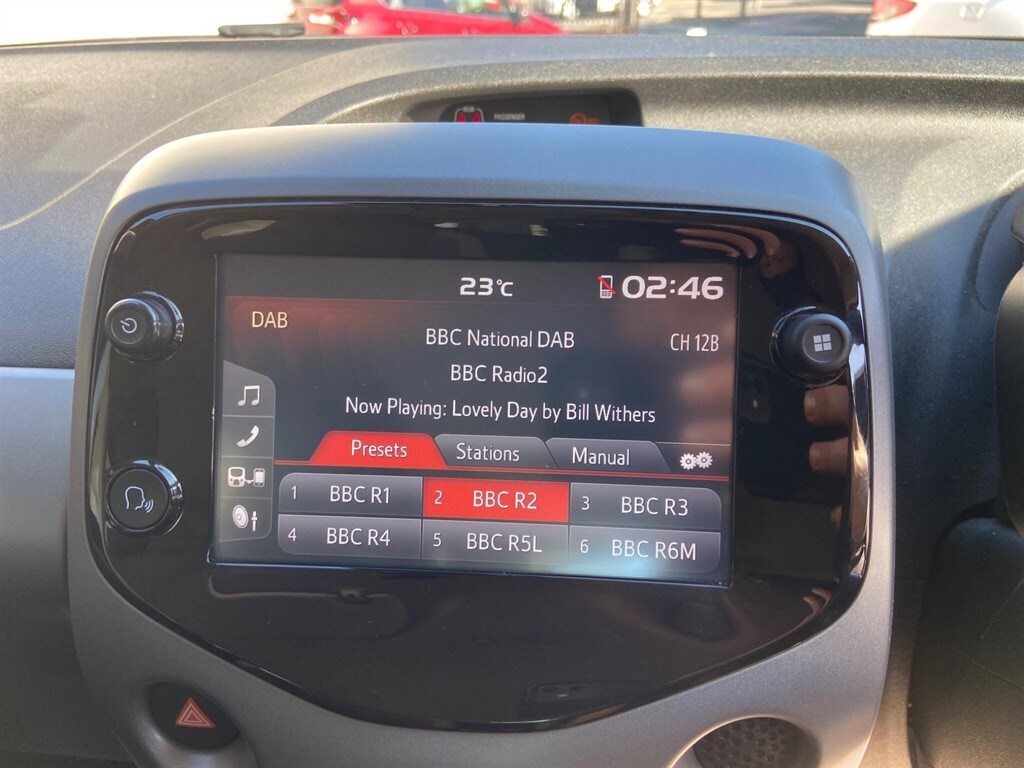 PASSENGER
23°C 02:46
DAB
BBC National DAB
CH 12B
BBC Radio2
Now Playing: Lovely Day by Bill Withers
Presets Stations Manual
1 BBC R1 2 BBC R2 3 BBC R3
4 BBC R4 5 BBC R5L 6 BBC R6M